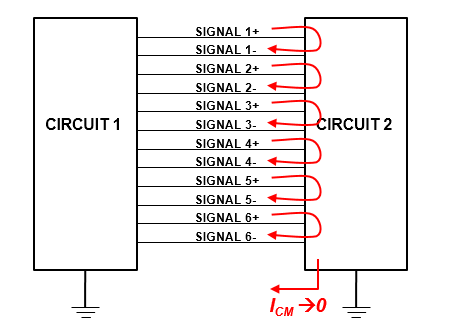 SIGNAL 1+
SIGNAL 1-
SIGNAL 2+
SIGNAL 2-
SIGNAL 3+
CIRCUIT 1
SIGNAL 3-
CIRCUIT 2
SIGNAL 4+
SIGNAL 4-
SIGNAL 5+
SIGNAL 5-
SIGNAL 6+
SIGNAL 6-
I_CM →0